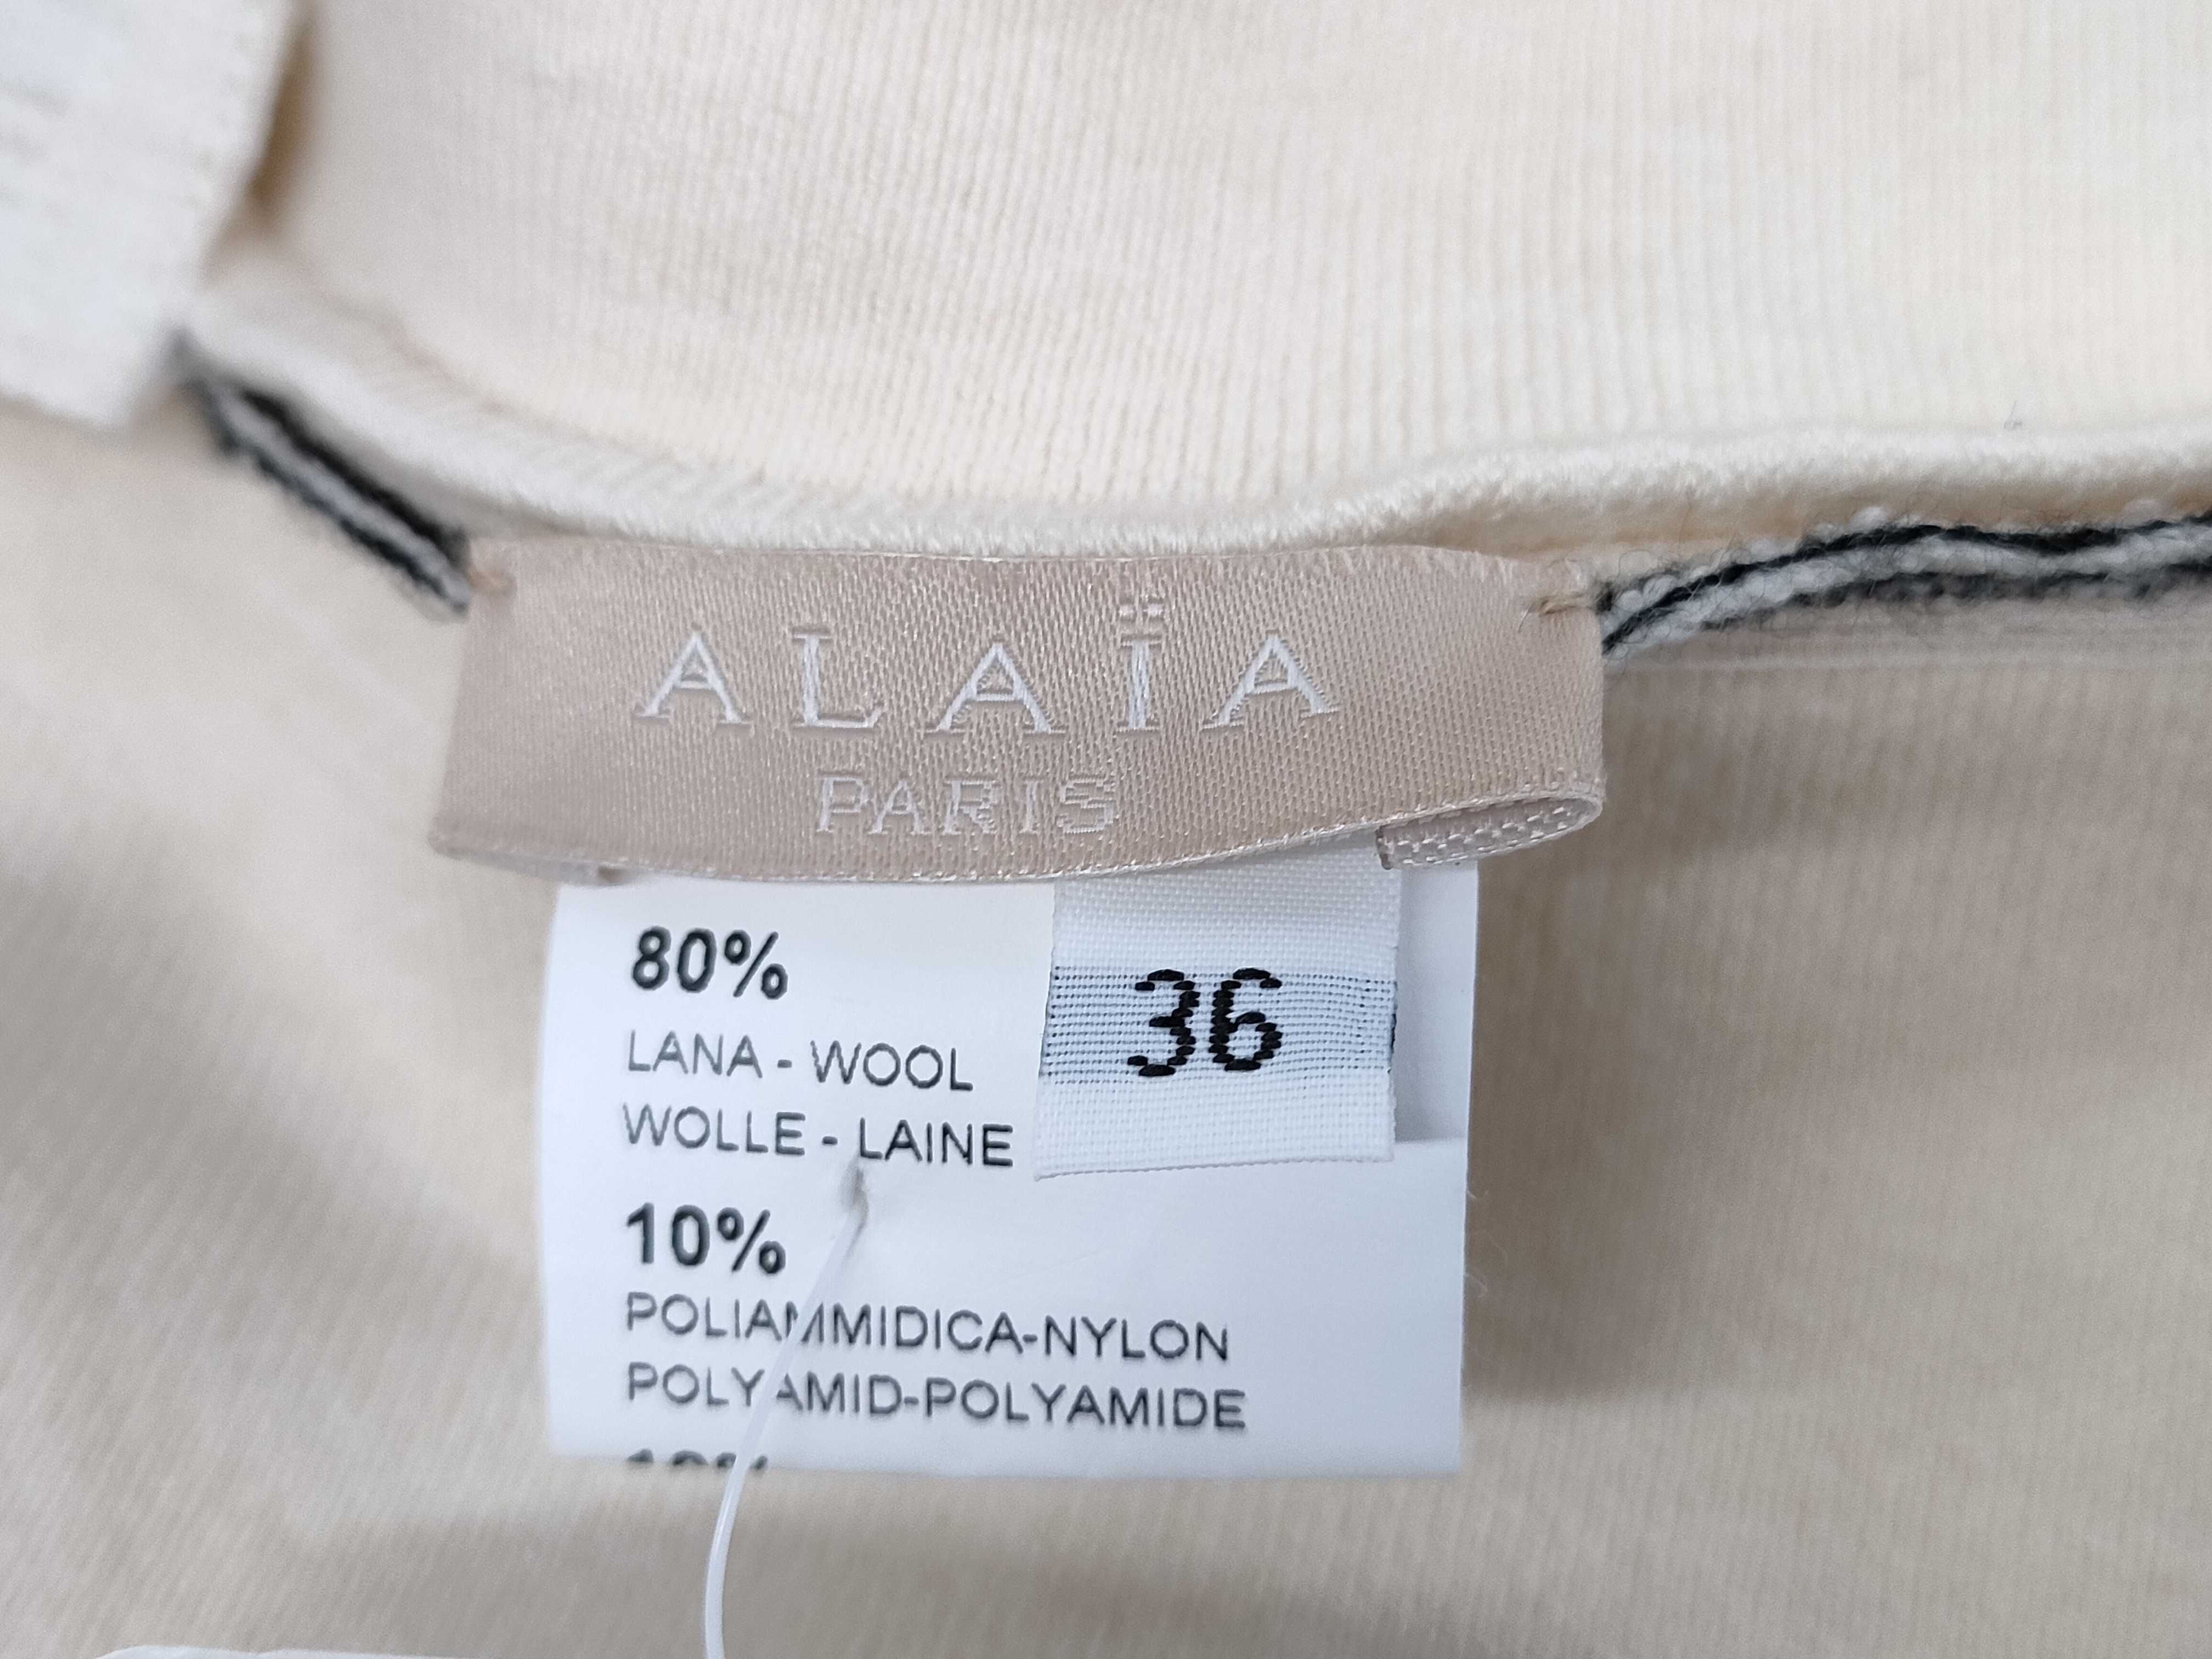 ALAÏA
PARIS
80%
36
LANA - WOOL
WOLLE - LAINE
10%
POLIAMMIDICA-NYLON
POLYAMID-POLYAMIDE